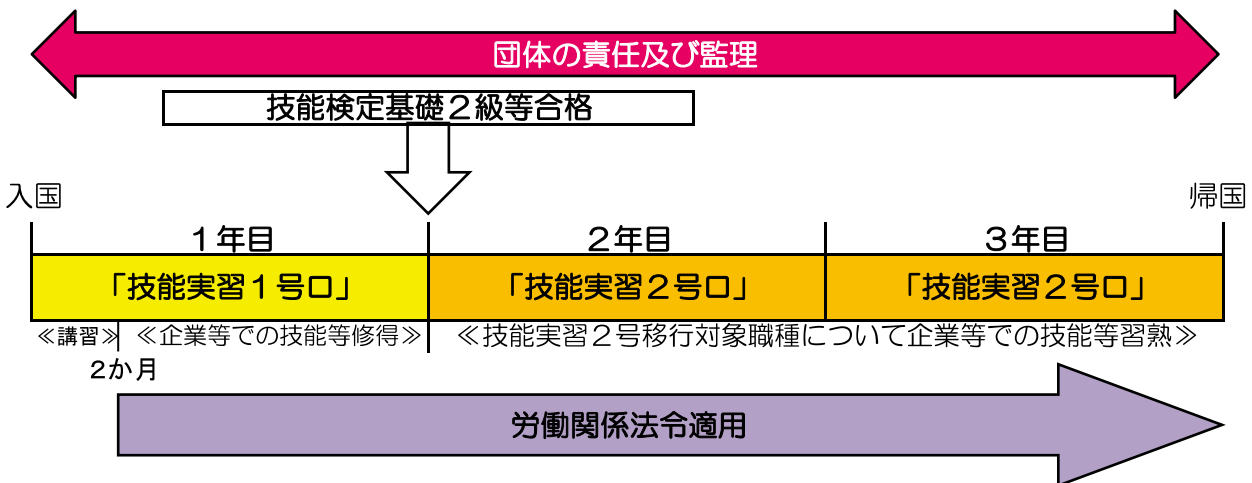 団体の責任及び監理
技能検定基礎２級等合格
入国
帰国
１年目
２年目
３年目
「技能実習１号ロ」
「技能実習２号ロ」
「技能実習２号ロ」
≪講習≫
≪企業等での技能等修得≫
≪技能実習２号移行対象職種について企業等での技能等習熟≫
２か月
労働関係法令適用